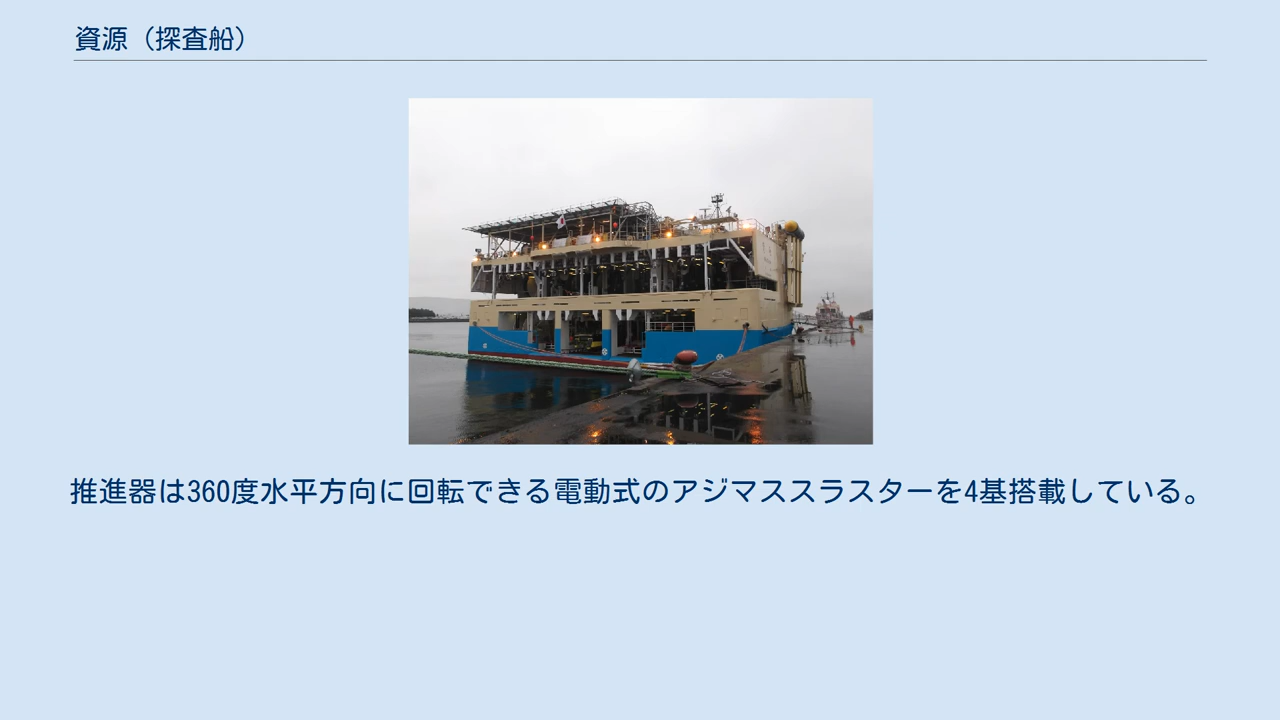 資源（探査船）
推進器は360度水平方向に回転できる電動式のアジマススラスターを4基搭載している。